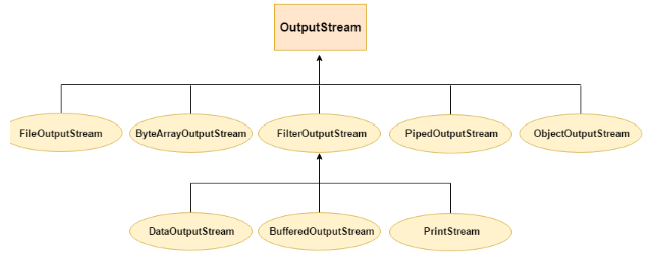 OutputStream
FileOutputStream
ByteArrayOutputStream
FilterOutputStream
PipedOutputStream
ObjectOutputStream
DataOutputStream
BufferedOutputStream
PrintStream